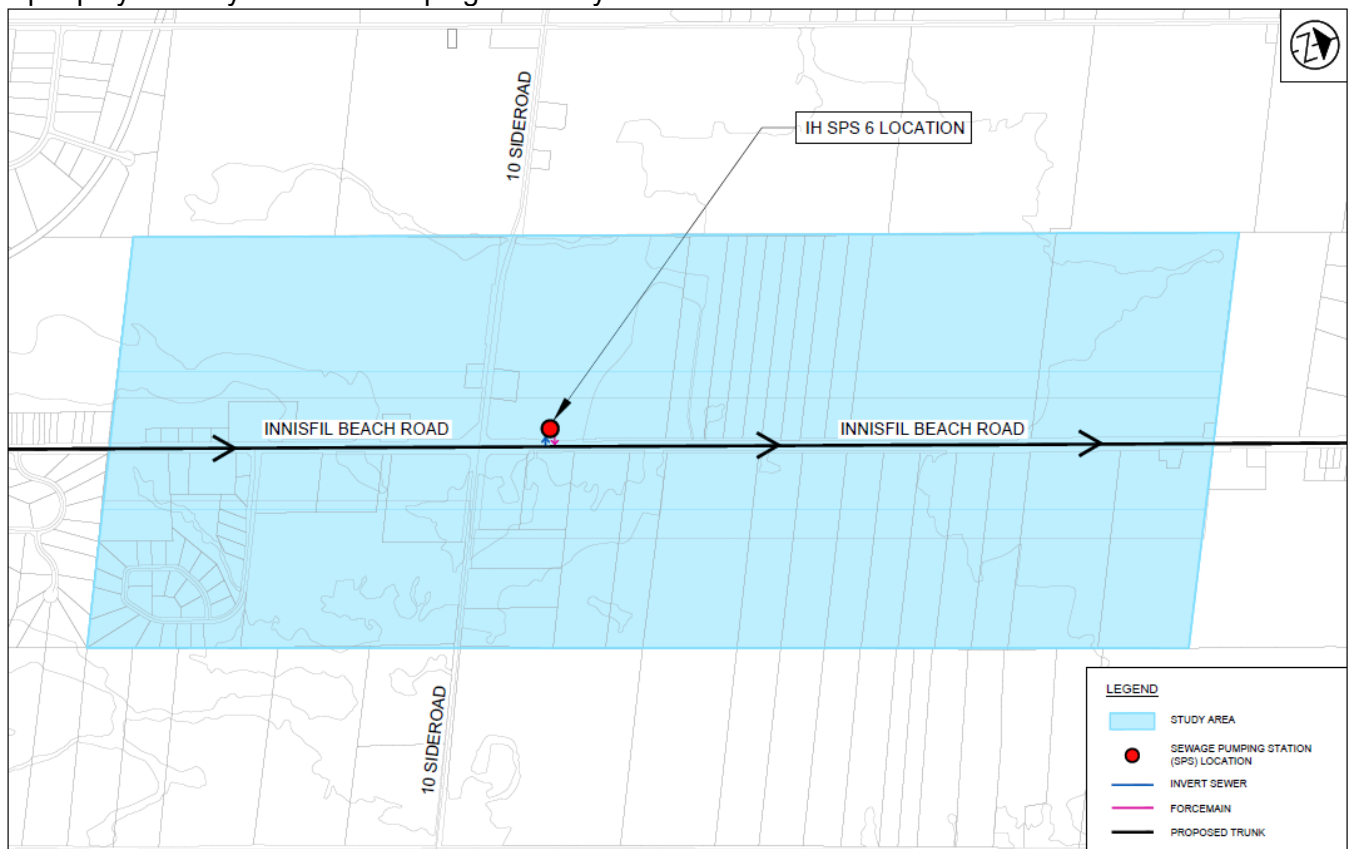 10 SIDEROAD
IH SPS 6 LOCATION
INNISFIL BEACH ROAD
INNISFIL BEACH ROAD
10 SIDEROAD
LEGEND
STUDY AREA
SEWAGE PUMPING STATION
(SPS) LOCATION
INVERT SEWER
FORCEMAIN
PROPOSED TRUNK